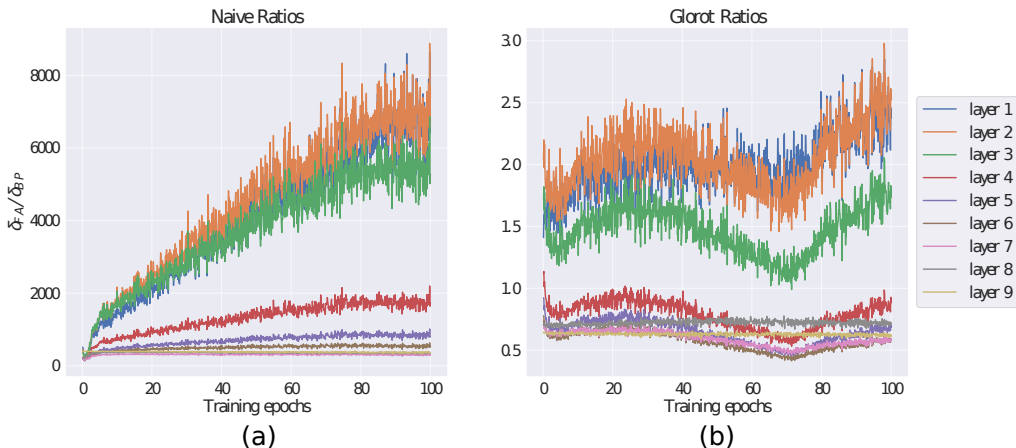 Naive Ratios
8000
6000
4000
2000
0
δFA/δBP
0 20 40 60 80 100
Training epochs
(a)
Glorot Ratios
3.0
2.5
2.0
1.5
1.0
0.5
0 20 40 60 80 100
Training epochs
(b)
layer 1
layer 2
layer 3
layer 4
layer 5
layer 6
layer 7
layer 8
layer 9